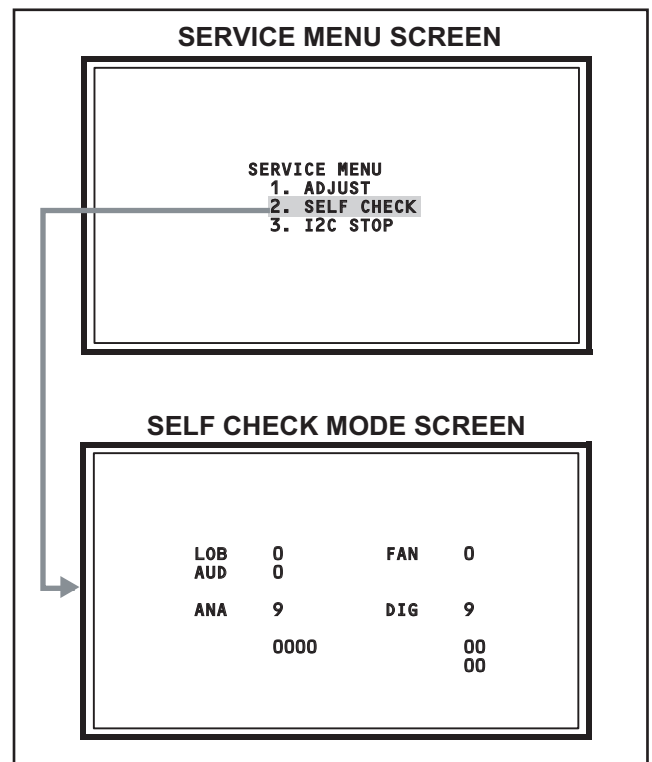 SERVICE MENU SCREEN
SERVICE MENU
1. ADJUST
2. SELF CHECK
3. I2C STOP
SELF CHECK MODE SCREEN
LOB 0 FAN 0
AUD 0
ANA 9 DIG 9
0000 00
00